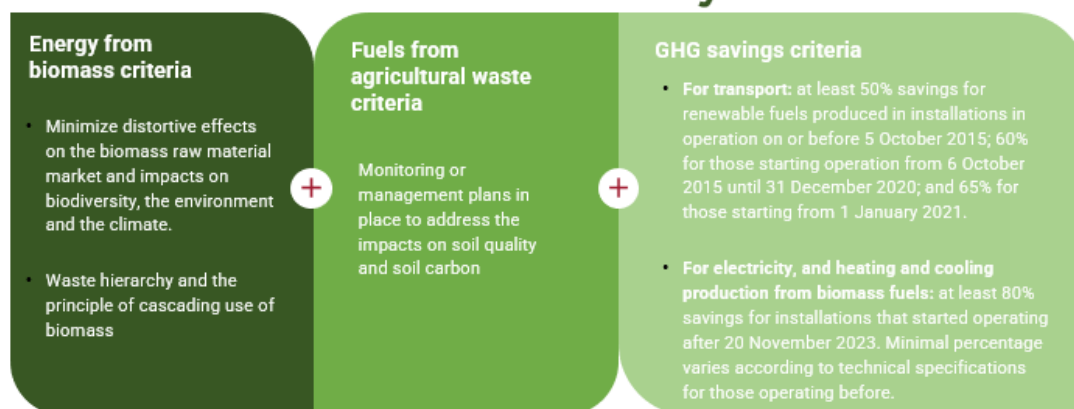 Energy from
biomass criteria
• Minimize distortive effects
on the biomass raw material
market and impacts on
biodiversity, the environment
and the climate.
• Waste hierarchy and the
principle of cascading use of
biomass
+
Fuels from
agricultural waste
criteria
Monitoring or
management plans in
place to address the
impacts on soil quality
and soil carbon
+
GHG savings criteria
• For transport: at least 50% savings for
renewable fuels produced in installations in
operation on or before 5 October 2015; 60%
for those starting operation from 6 October
2015 until 31 December 2020; and 65% for
those starting from 1 January 2021.
• For electricity, and heating and cooling
production from biomass fuels: at least 80%
savings for installations that started operating
after 20 November 2023. Minimal percentage
varies according to technical specifications
for those operating before.